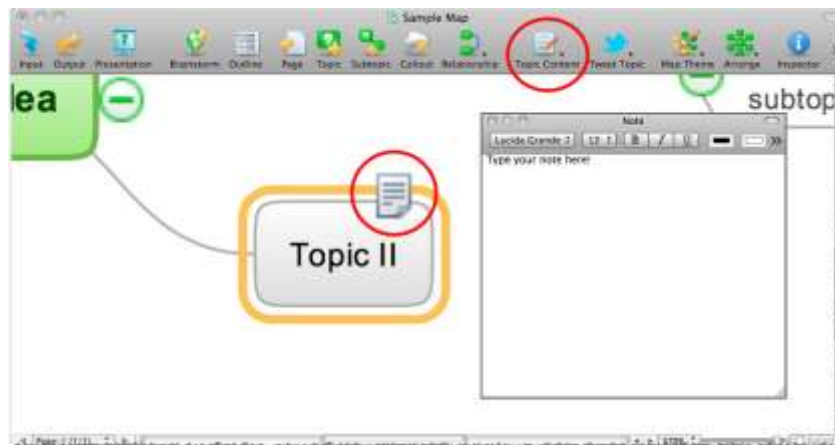 Sample Map
Input Output Presentation Brainstorm Outline Page Topic Subtopic Callout Relationship Topic Content Tweet Topic Map Theme Arrange Inspector
dea
subtop
Note
Lucida Grande 12 B I U
Type your note here!
Topic II